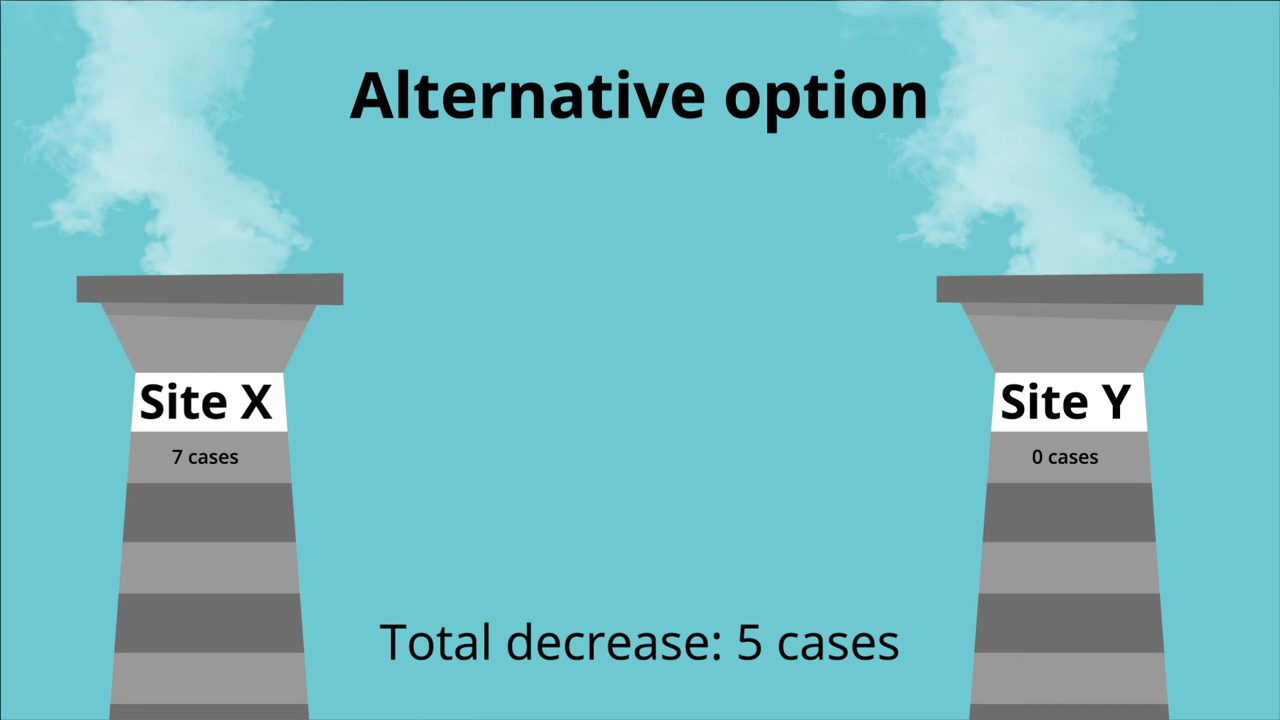 Alternative option
Site X
Site Y
7 cases
0 cases
Total decrease: 5 cases